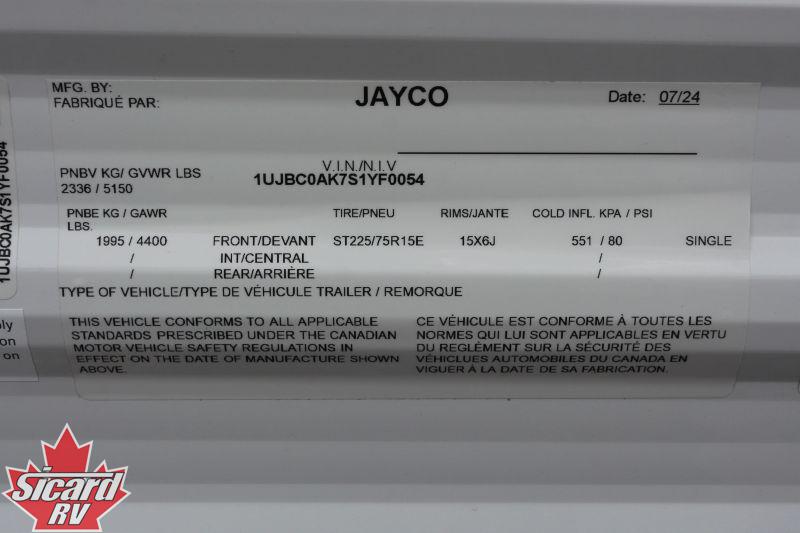 MFG. BY:
FABRIQUÉ PAR:
JAYCO
Date: 07/24
PNBV KG/ GVWR LBS
2336 / 5150
V.I.N./N.I.V
1UJBC0AK7S1YF0054
PNBE KG / GAWR LBS. TIRE/PNEU RIMS/JANTE COLD INFL. KPA / PSI
1995 / 4400 FRONT/DEVANT ST225/75R15E 15X6J 551 / 80 SINGLE
/ INT/CENTRAL /
/ REAR/ARRIÈRE /
TYPE OF VEHICLE/TYPE DE VÉHICULE TRAILER / REMORQUE
THIS VEHICLE CONFORMS TO ALL APPLICABLE
STANDARDS PRESCRIBED UNDER THE CANADIAN
MOTOR VEHICLE SAFETY REGULATIONS IN
EFFECT ON THE DATE OF MANUFACTURE SHOWN
ABOVE.
CE VÉHICULE EST CONFORME À TOUTES LES
NORMES QUI LUI SONT APPLICABLES EN VERTU
DU REGLÉMENT SUR LA SÉCURITÉ DES
VÉHICLUES AUTOMOBILES DU CANADA EN
VIGUER À LA DATE DE SA FABRICATION.
1UJBC0AK7S1YF0054
on
on
Sicard
RV